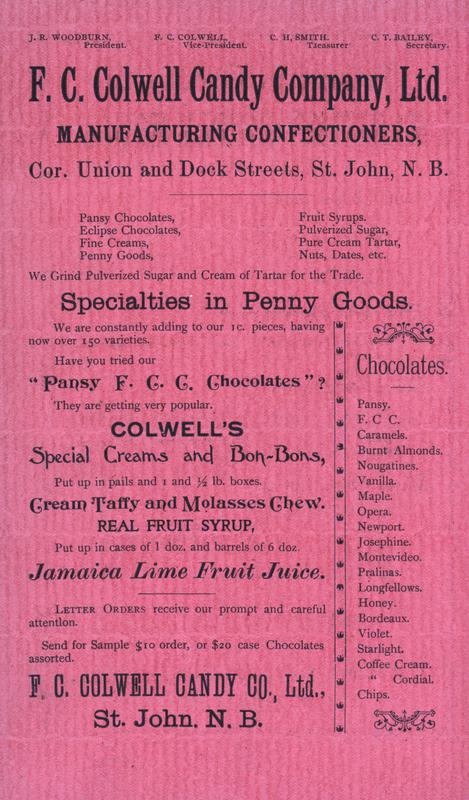 J. R. WOODBURN, F. C. COLWELL, C. H. SMITH. C. T. BAILEY,
President. Vice-President. Treasurer Secretary.
F. C. Colwell Candy Company, Ltd.
MANUFACTURING CONFECTIONERS,
Cor. Union and Dock Streets, St. John, N. B.
Pansy Chocolates,
Eclipse Chocolates,
Fine Creams,
Penny Goods,
Fruit Syrups.
Pulverized Sugar,
Pure Cream Tartar,
Nuts, Dates, etc.
We Grind Pulverized Sugar and Cream of Tartar for the Trade.
Specialties in Penny Goods.
We are constantly adding to our 1c. pieces, having
now over 150 varieties.
Have you tried our
"Pansy F. C. C. Chocolates"?
They are getting very popular.
COLWELL'S
Special Creams and Bon-Bons,
Put up in pails and 1 and ½ lb. boxes.
Cream Taffy and Molasses Chew.
REAL FRUIT SYRUP,
Put up in cases of 1 doz. and barrels of 6 doz.
Jamaica Lime Fruit Juice.
LETTER ORDERS receive our prompt and careful
attention.
Send for Sample $10 order, or $20 case Chocolates
assorted.
F. C. COLWELL CANDY CO., Ltd.,
St. John, N. B.
Chocolates.
Pansy.
F. C C.
Caramels.
Burnt Almonds.
Nougatines.
Vanilla.
Maple.
Opera.
Newport.
Josephine.
Montevideo.
Pralinas.
Longfellows.
Honey.
Bordeaux.
Violet.
Starlight.
Coffee Cream.
" Cordial.
Chips.